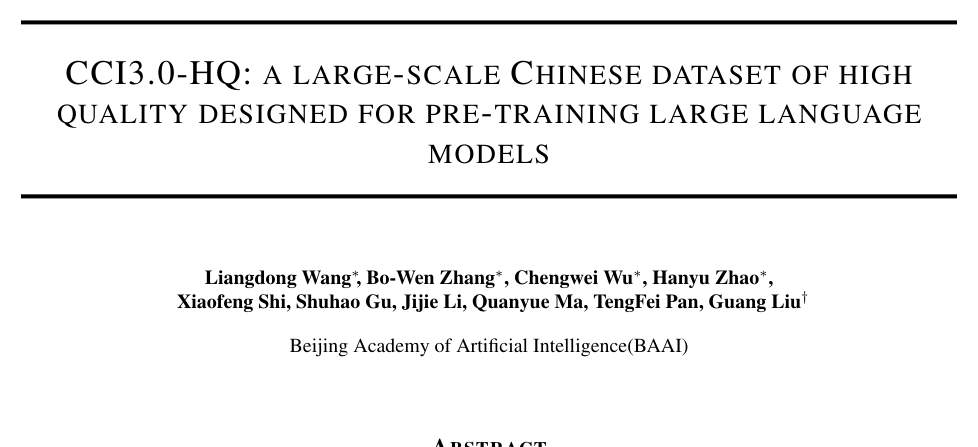 CCI3.0-HQ: A LARGE-SCALE CHINESE DATASET OF HIGH
QUALITY DESIGNED FOR PRE-TRAINING LARGE LANGUAGE
MODELS
Liangdong Wang*, Bo-Wen Zhang*, Chengwei Wu*, Hanyu Zhao*,
Xiaofeng Shi, Shuhao Gu, Jijie Li, Quanyue Ma, TengFei Pan, Guang Liu†
Beijing Academy of Artificial Intelligence(BAAI)
ABSTRACT